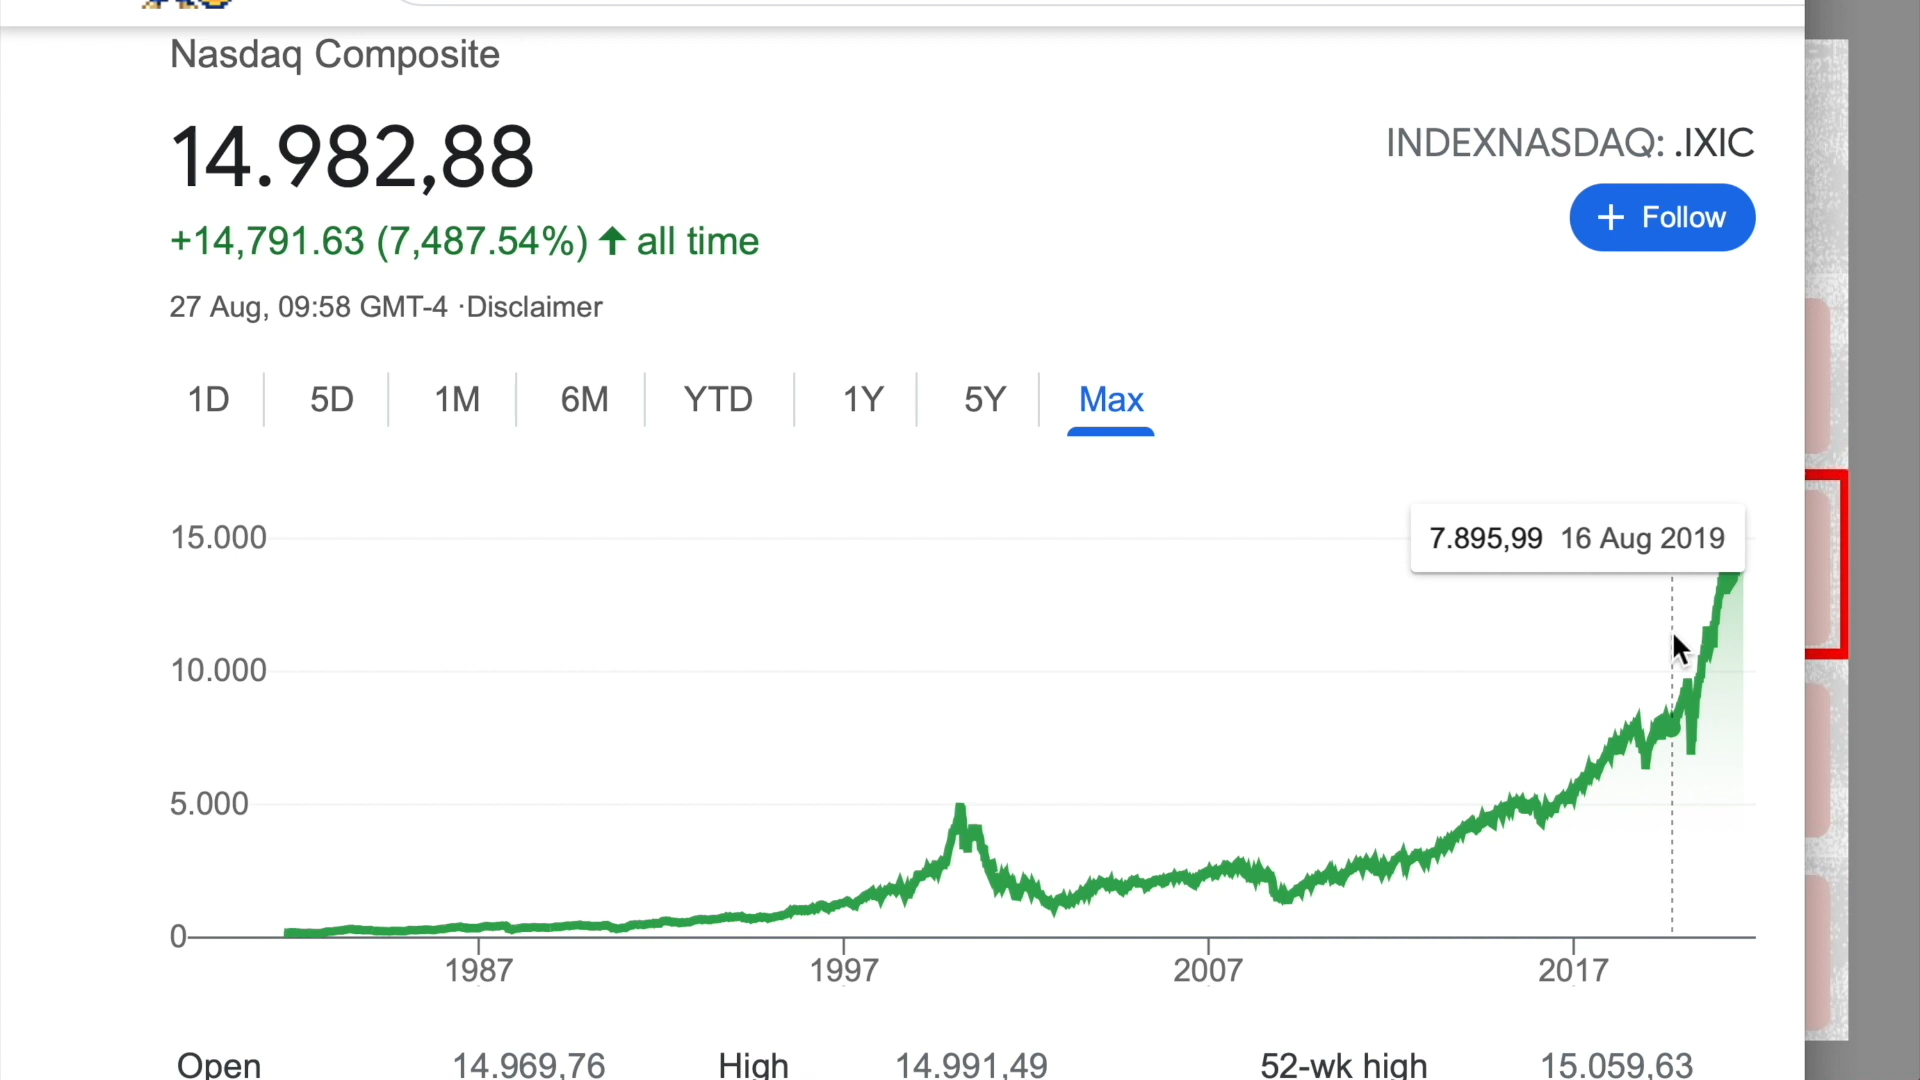 Nasdaq Composite
14.982,88
INDEXNASDAQ: .IXIC
+ Follow
+14,791.63 (7,487.54%) ↑ all time
27 Aug, 09:58 GMT-4 ·Disclaimer
1D 5D 1M 6M YTD 1Y 5Y Max
15.000
7.895,99 16 Aug 2019
10.000
5.000
0
1987 1997 2007 2017
Open 14.969,76 High 14.991,49 52-wk high 15.059,63